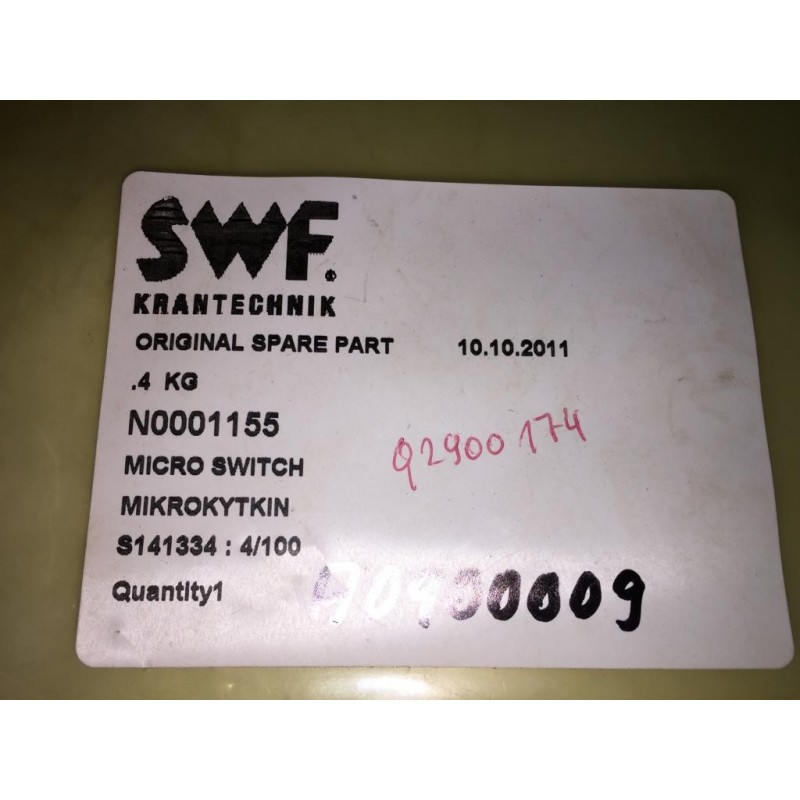 SWF.
KRANTECHNIK
ORIGINAL SPARE PART 10.10.2011
.4 KG
N0001155
Q2900174
MICRO SWITCH
MIKROKYTKIN
S141334 : 4/100
Quantity1